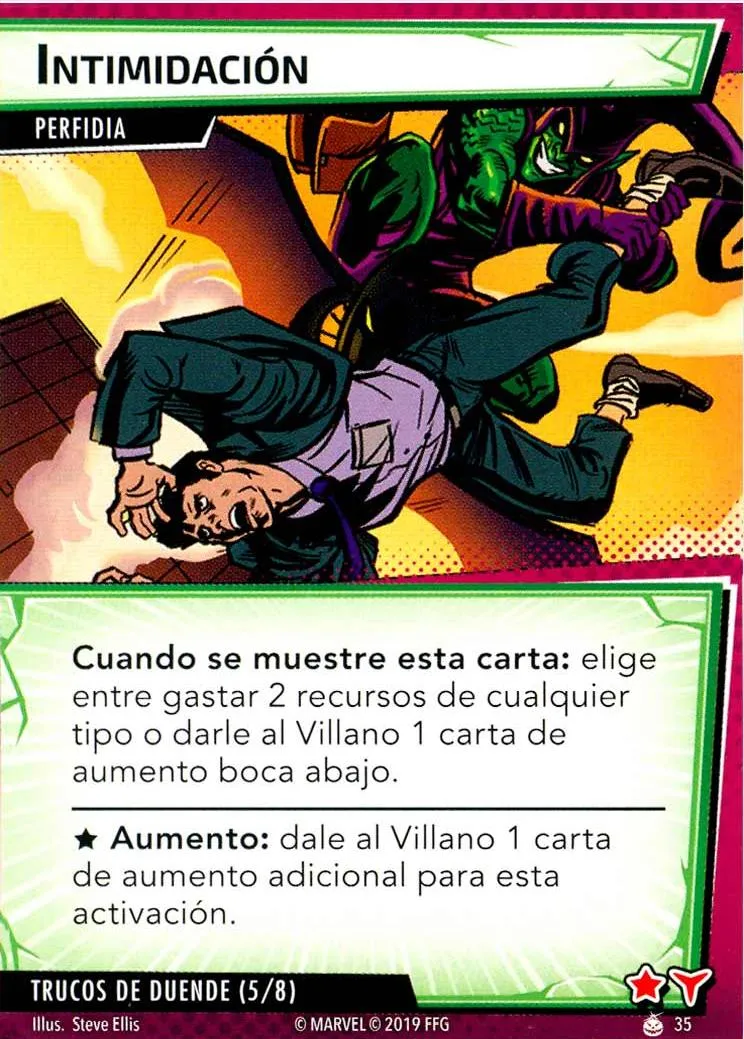 INTIMIDACIÓN
PERFIDIA
Cuando se muestre esta carta: elige
entre gastar 2 recursos de cualquier
tipo o darle al Villano 1 carta de
aumento boca abajo.
★ Aumento: dale al Villano 1 carta
de aumento adicional para esta
activación.
TRUCOS DE DUENDE (5/8)
Illus. Steve Ellis
© MARVEL © 2019 FFG
35